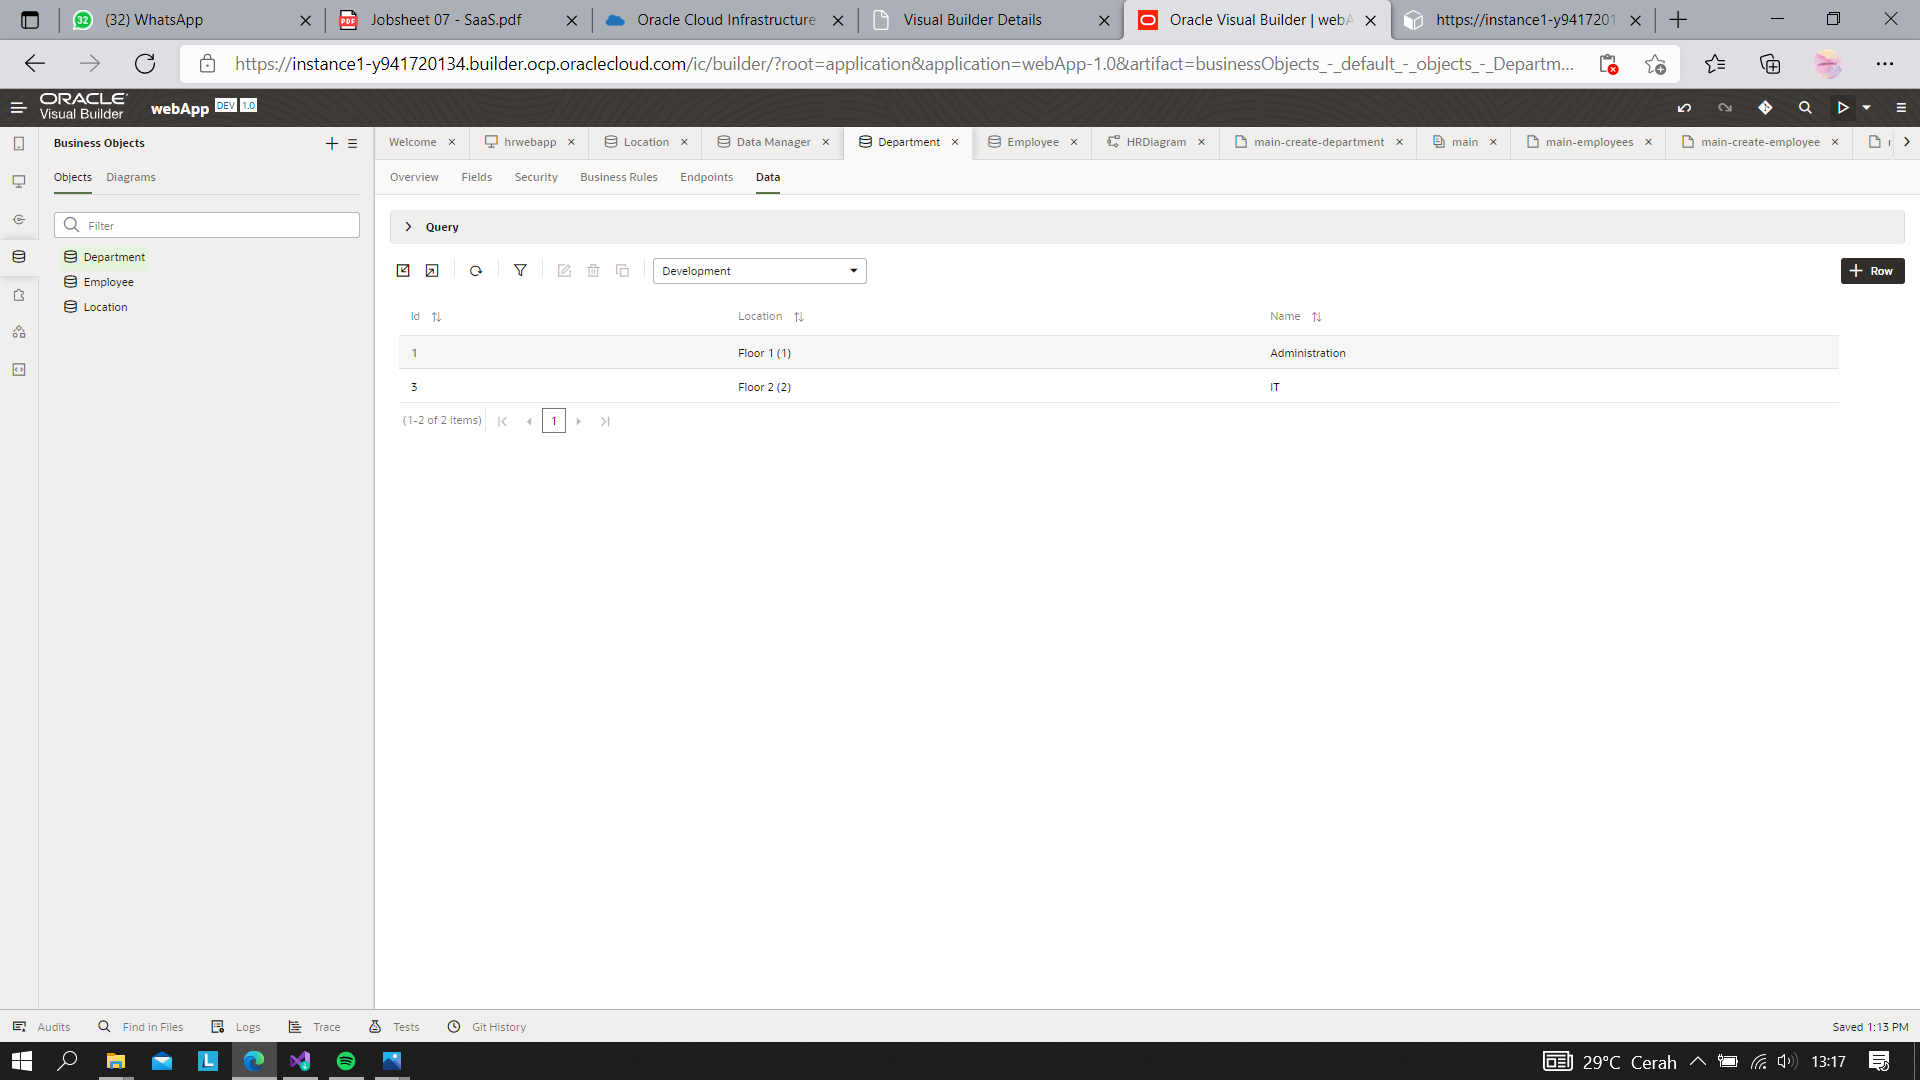 32
(32) WhatsApp
PDF
Jobsheet 07 - SaaS.pdf
Oracle Cloud Infrastructure
Visual Builder Details
Oracle Visual Builder | webA
https://instance1-y9417201
https://instance1-y941720134.builder.ocp.oraclecloud.com/ic/builder/?root=application&application=webApp-1.0&artifact=businessObjects_-_default_-_objects_-_Departm...
ORACLE
Visual Builder
webApp
DEV
1.0
Business Objects
Objects
Diagrams
Filter
Department
Employee
Location
Welcome
hrwebapp
Location
Data Manager
Department
Employee
HRDiagram
main-create-department
main
main-employees
main-create-employee
Overview
Fields
Security
Business Rules
Endpoints
Data
Query
Development
Row
Id
Location
Name
1
Floor 1 (1)
Administration
3
Floor 2 (2)
IT
(1-2 of 2 items)
1
Audits
Find in Files
Logs
Trace
Tests
Git History
Saved 1:13 PM
L
29°C Cerah
13:17